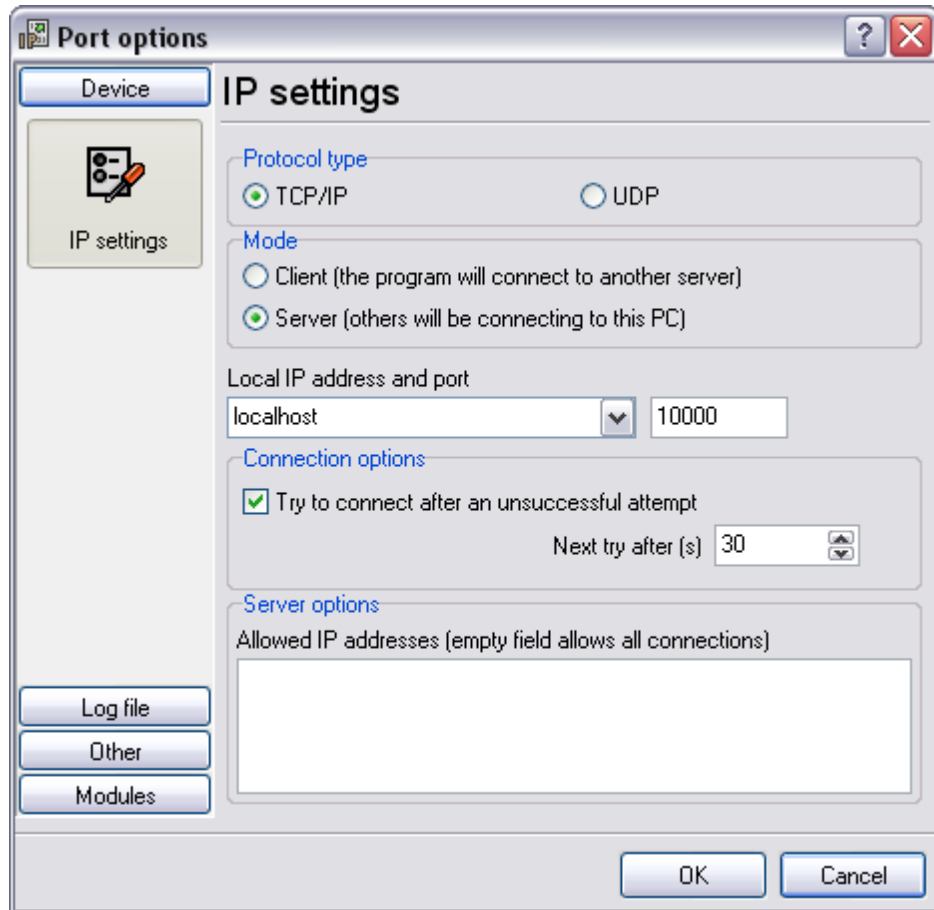 Port options
Device
IP settings
Log file
Other
Modules
IP settings
Protocol type
TCP/IP UDP
Mode
Client (the program will connect to another server)
Server (others will be connecting to this PC)
Local IP address and port
localhost 10000
Connection options
Try to connect after an unsuccessful attempt
Next try after (s) 30
Server options
Allowed IP addresses (empty field allows all connections)
OK Cancel